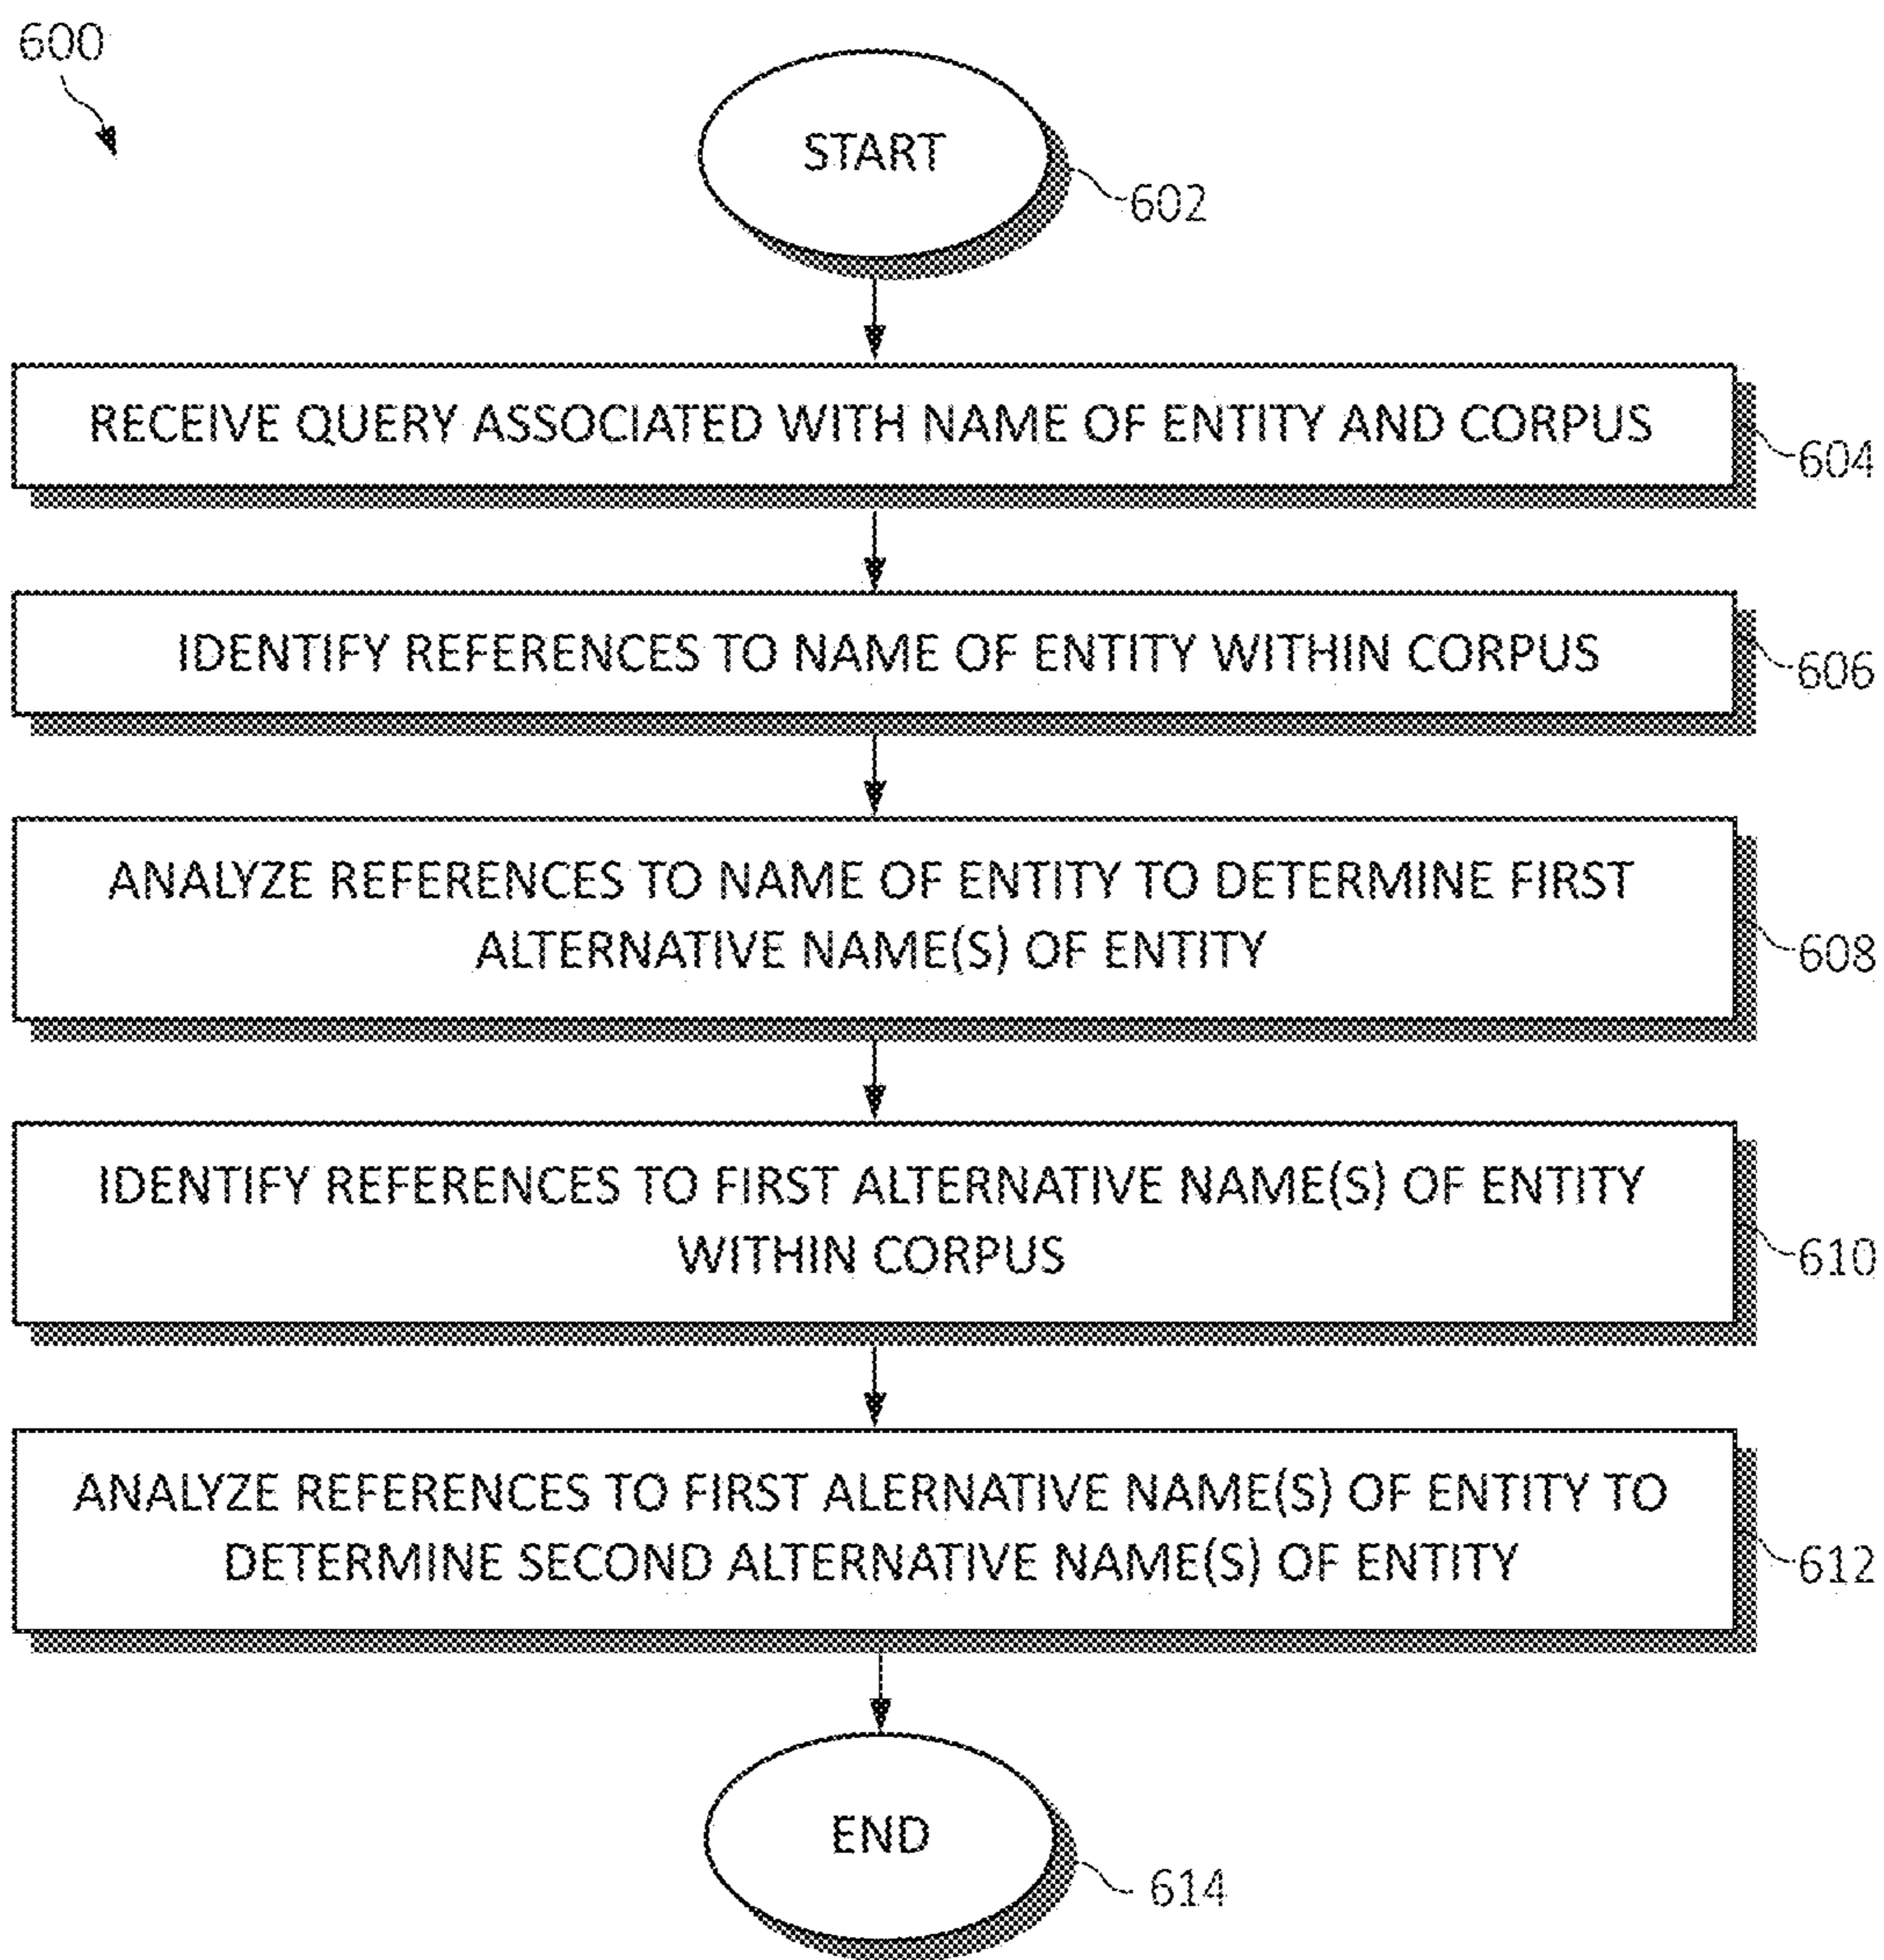 600
START
602
RECEIVE QUERY ASSOCIATED WITH NAME OF ENTITY AND CORPUS
604
IDENTIFY REFERENCES TO NAME OF ENTITY WITHIN CORPUS
606
ANALYZE REFERENCES TO NAME OF ENTITY TO DETERMINE FIRST
ALTERNATIVE NAME(S) OF ENTITY
608
IDENTIFY REFERENCES TO FIRST ALTERNATIVE NAME(S) OF ENTITY
WITHIN CORPUS
610
ANALYZE REFERENCES TO FIRST ALERNATIVE NAME(S) OF ENTITY TO
DETERMINE SECOND ALTERNATIVE NAME(S) OF ENTITY
612
END
614